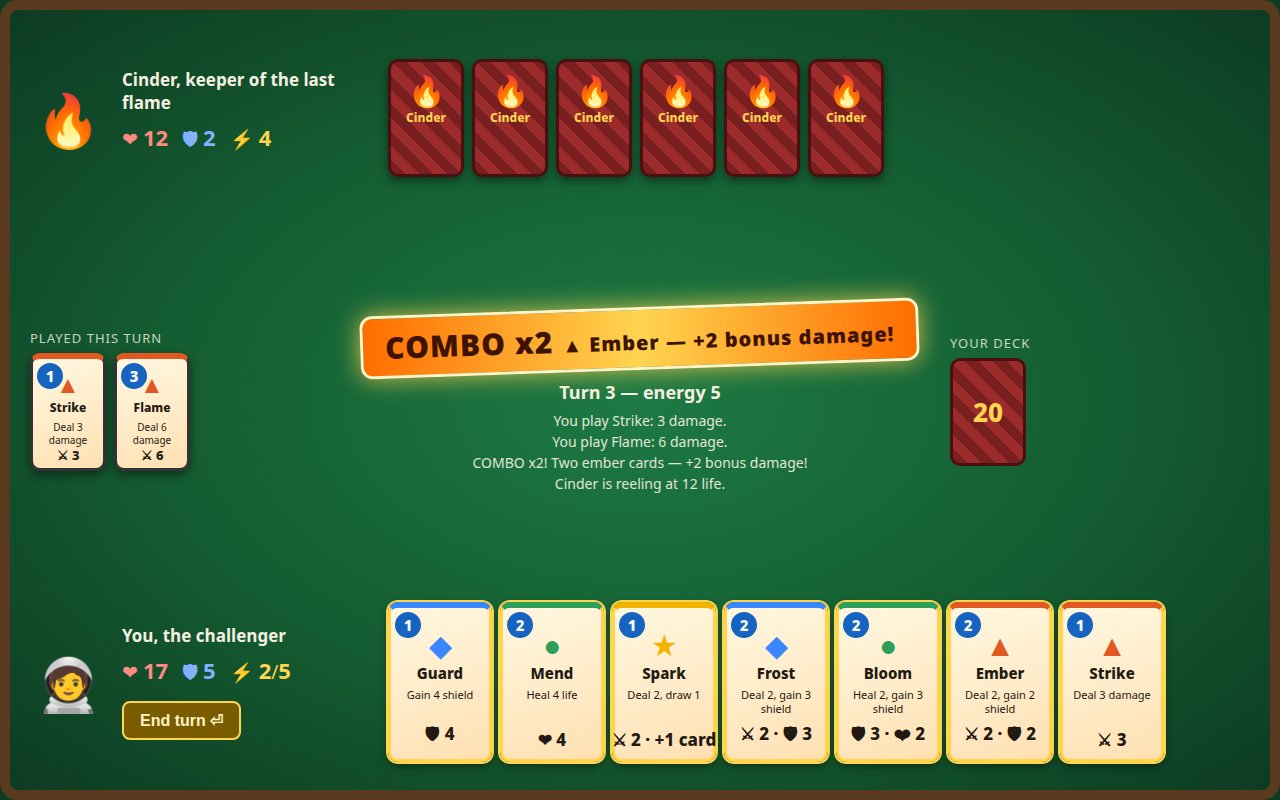 Cinder, keeper of the last
flame
❤ 12 🛡 2 ⚡ 4
Cinder
Cinder
Cinder
Cinder
Cinder
Cinder
PLAYED THIS TURN
1
Strike
Deal 3
damage
⚔ 3
3
Flame
Deal 6
damage
⚔ 6
COMBO x2 ▲ Ember — +2 bonus damage!
Turn 3 — energy 5
You play Strike: 3 damage.
You play Flame: 6 damage.
COMBO x2! Two ember cards — +2 bonus damage!
Cinder is reeling at 12 life.
YOUR DECK
20
You, the challenger
❤ 17 🛡 5 ⚡ 2/5
End turn ⏎
1
Guard
Gain 4 shield
🛡 4
2
Mend
Heal 4 life
❤ 4
1
Spark
Deal 2, draw 1
⚔ 2 · +1 card
2
Frost
Deal 2, gain 3
shield
⚔ 2 · 🛡 3
2
Bloom
Heal 2, gain 3
shield
🛡 3 · ❤ 2
2
Ember
Deal 2, gain 2
shield
⚔ 2 · 🛡 2
1
Strike
Deal 3 damage
⚔ 3